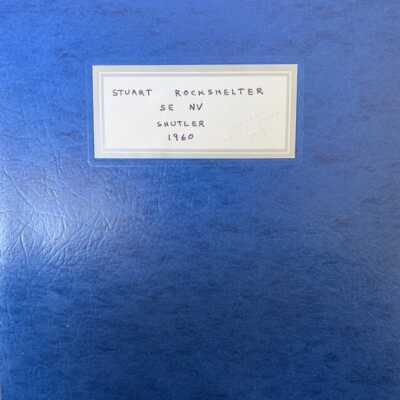 STUART ROCKSHELTER
SE NV
SHUTLER
1960